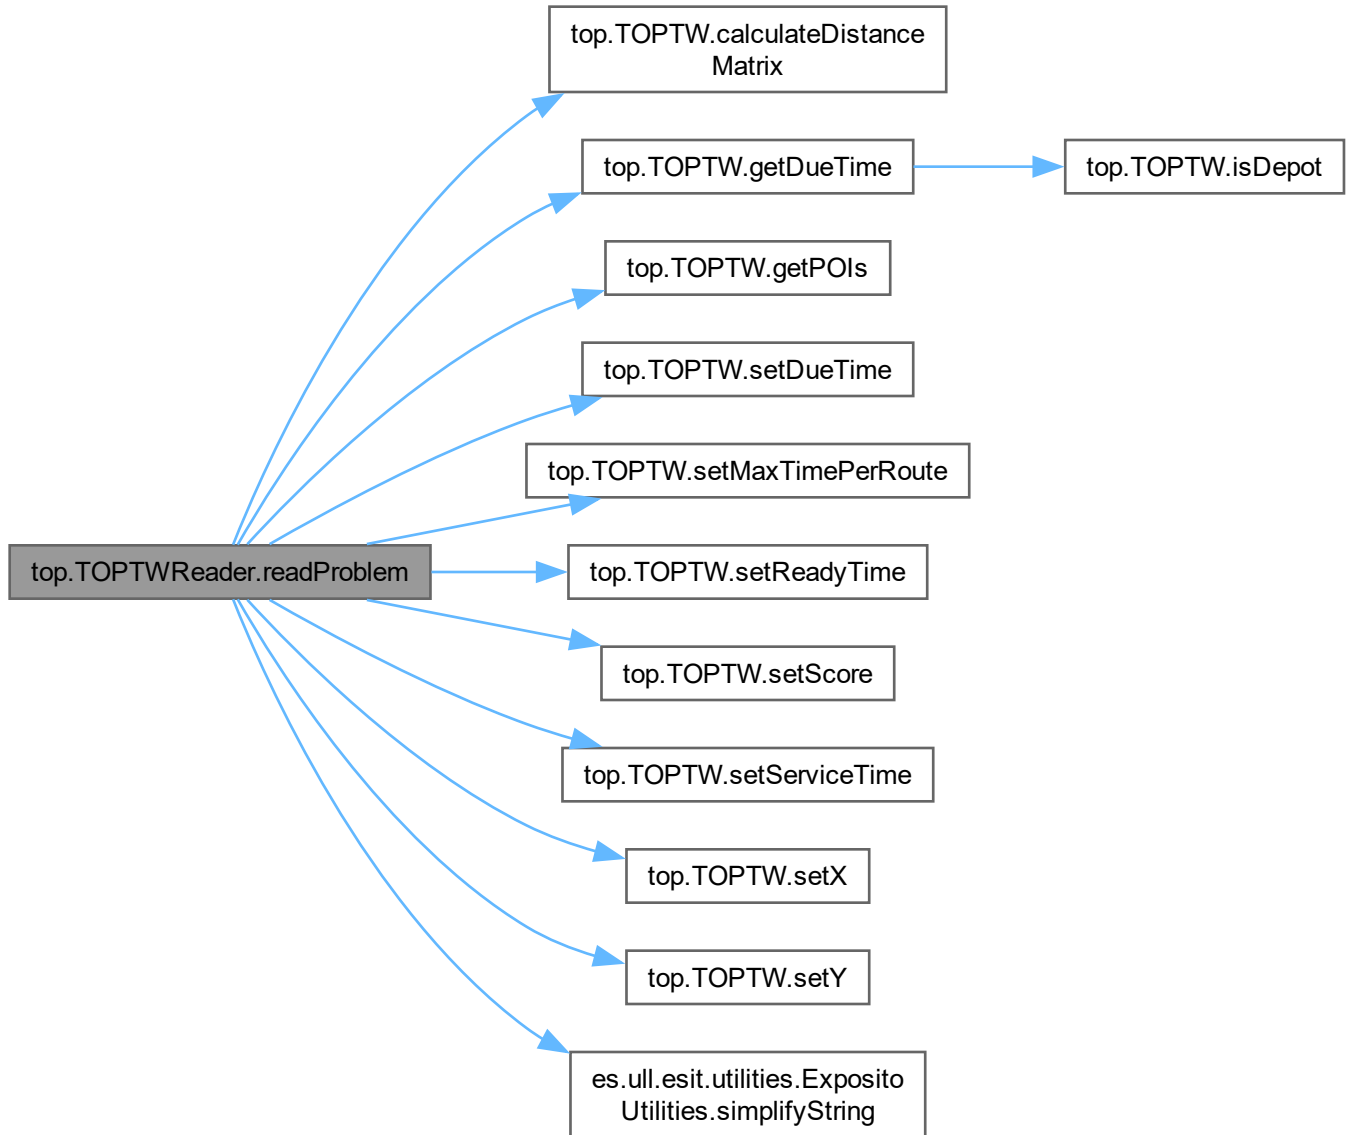 top.TOPTW.calculateDistance
Matrix
top.TOPTW.getDueTime
top.TOPTW.isDepot
top.TOPTW.getPOIs
top.TOPTW.setDueTime
top.TOPTW.setMaxTimePerRoute
top.TOPTWReader.readProblem
top.TOPTW.setReadyTime
top.TOPTW.setScore
top.TOPTW.setServiceTime
top.TOPTW.setX
top.TOPTW.setY
es.ull.esit.utilities.Exposito
Utilities.simplifyString